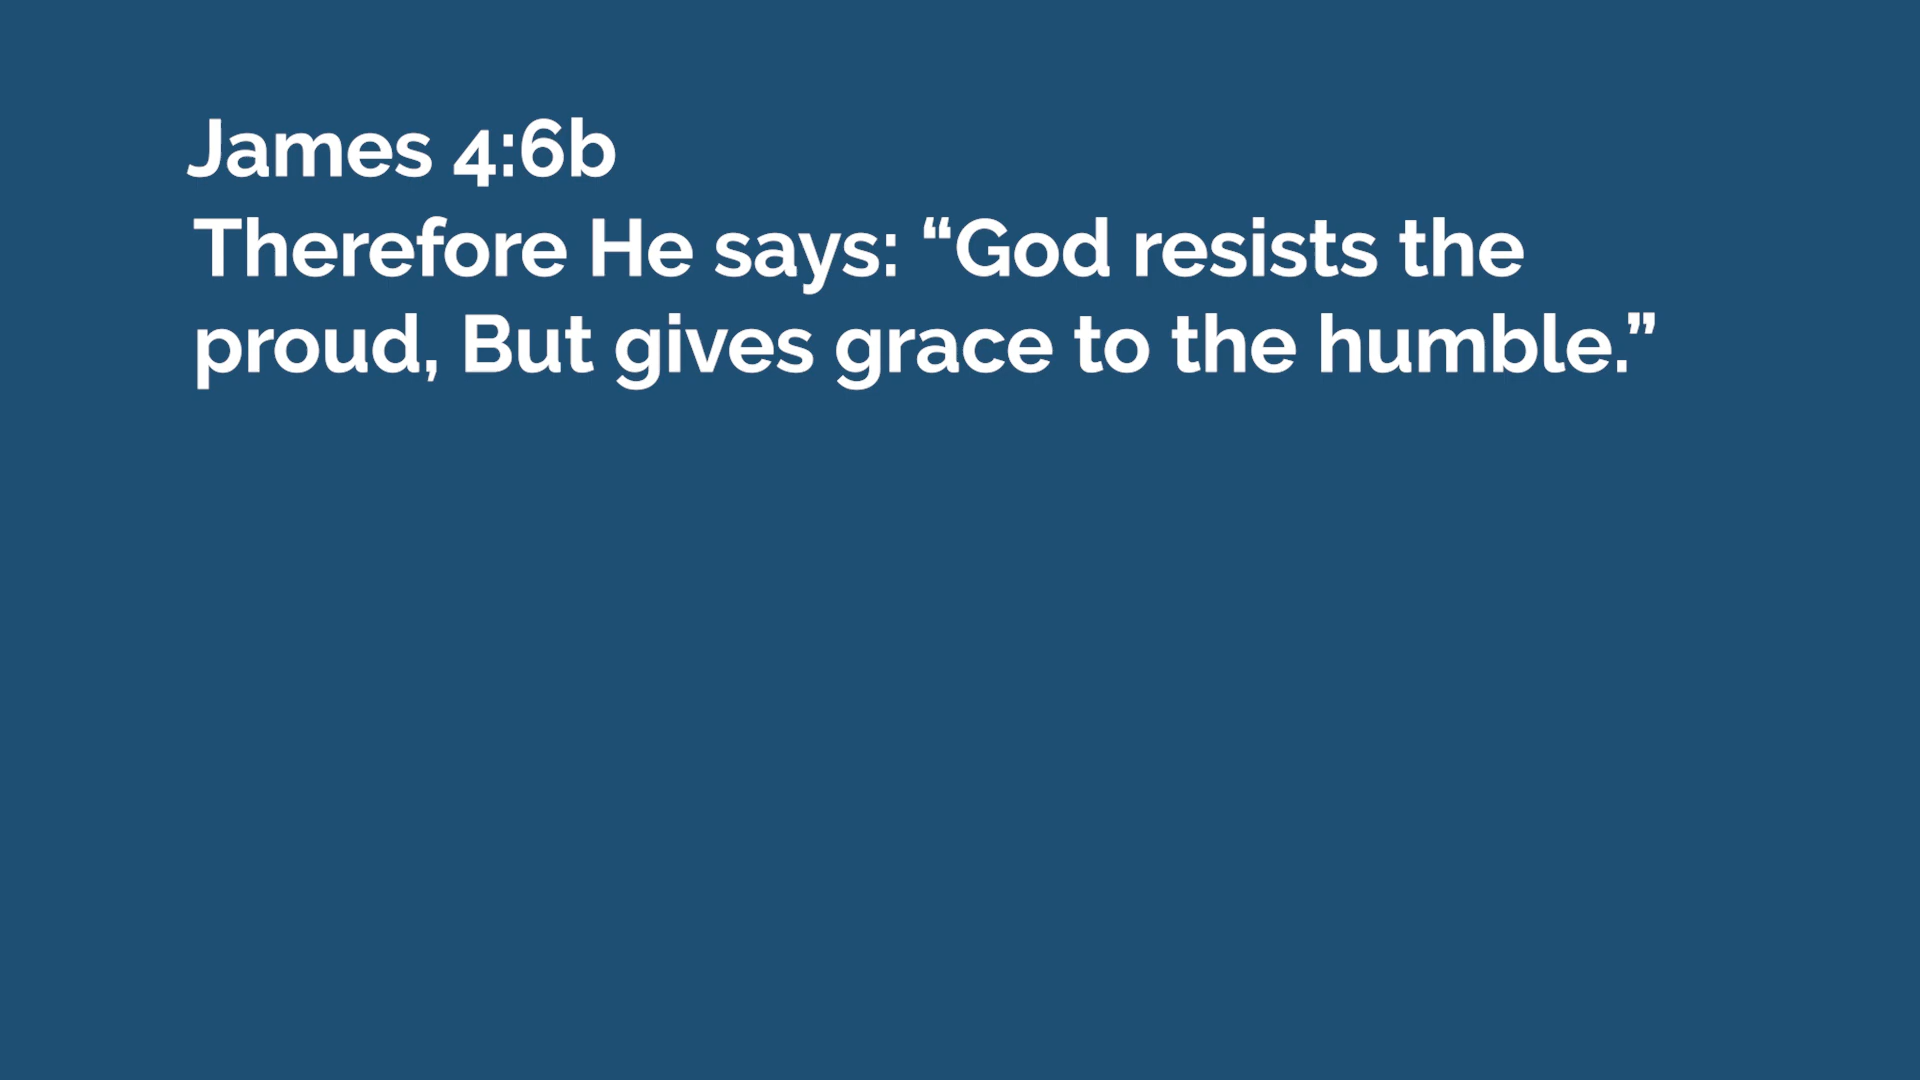 James 4:6b
Therefore He says: “God resists the
proud, But gives grace to the humble.”